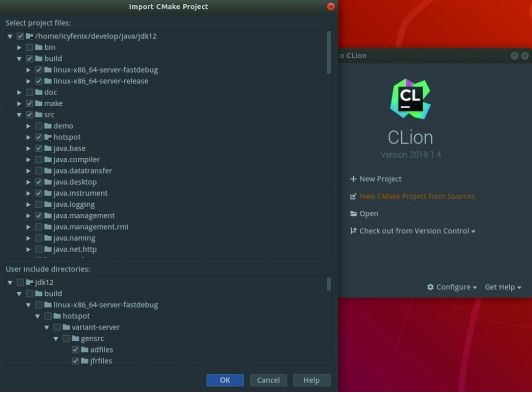 Import CMake Project
Select project files:
/home/icyfenix/develop/java/jdk12
bin
build
linux-x86_64-server-fastdebug
linux-x86_64-server-release
doc
make
src
demo
hotspot
java.base
java.compiler
java.datatransfer
java.desktop
java.instrument
java.logging
java.management
java.management.rmi
java.naming
java.net.http
User include directories:
jdk12
build
linux-x86_64-server-fastdebug
hotspot
variant-server
gensrc
adfiles
jfrfiles
OK Cancel Help
to CLion
CL
CLion
Version 2019.1.4
New Project
New CMake Project from Sources
Open
Check out from Version Control
Configure Get Help